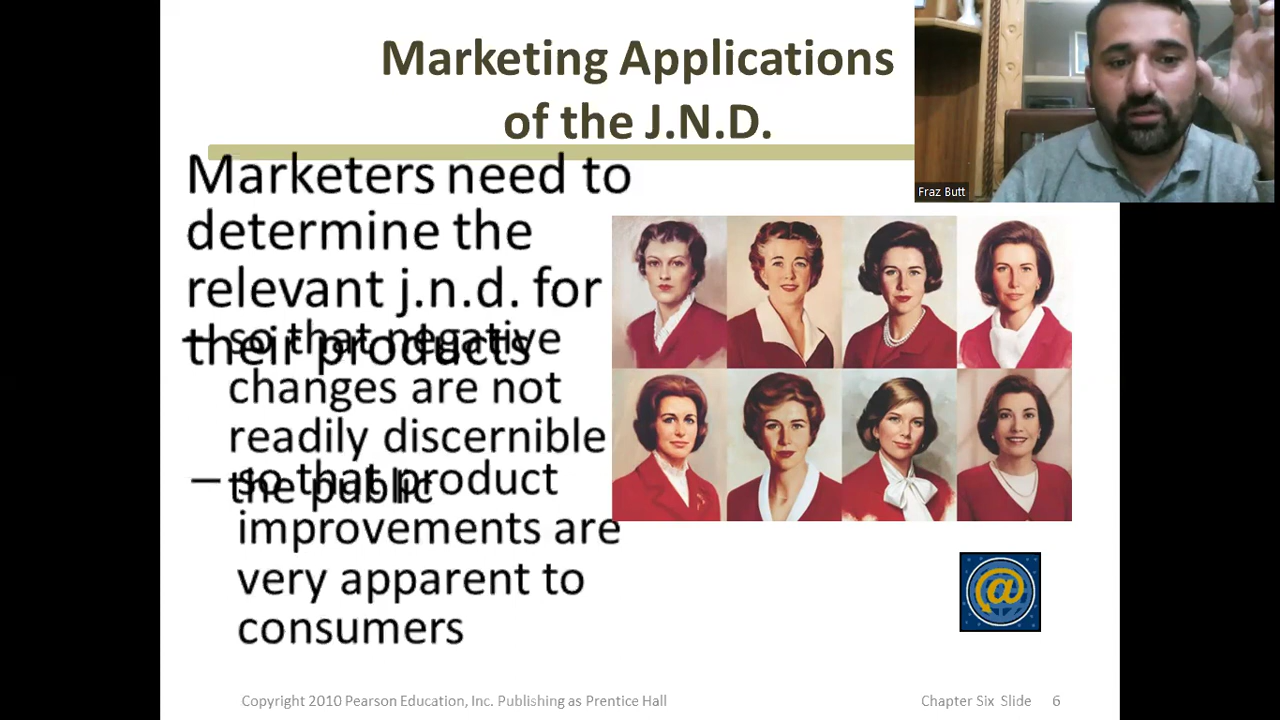 Marketing Applications
of the J.N.D.
Fraz Butt
Marketers need to
determine the
relevant j.n.d. for
their products
– so that negative
changes are not
readily discernible
the public
– so that product
improvements are
very apparent to
consumers
@
Copyright 2010 Pearson Education, Inc. Publishing as Prentice Hall
Chapter Six Slide 6